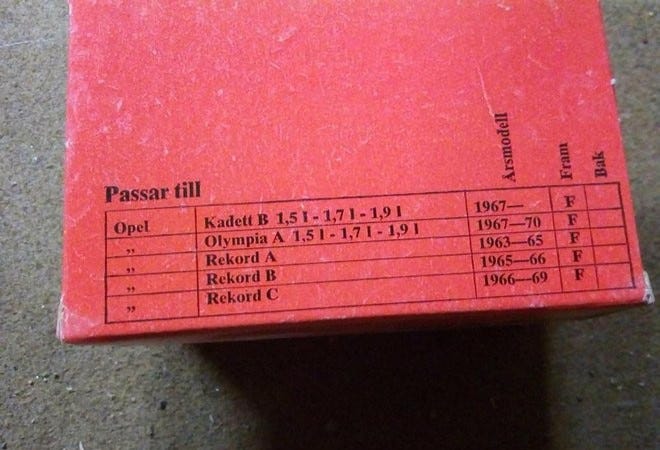 Passar till
Årsmodell
Fram
Bak
Opel Kadett B 1,5 l - 1,7 l - 1,9 l 1967— F
„ Olympia A 1,5 l - 1,7 l - 1,9 l 1967—70 F
„ Rekord A 1963—65 F
„ Rekord B 1965—66 F
„ Rekord C 1966—69 F